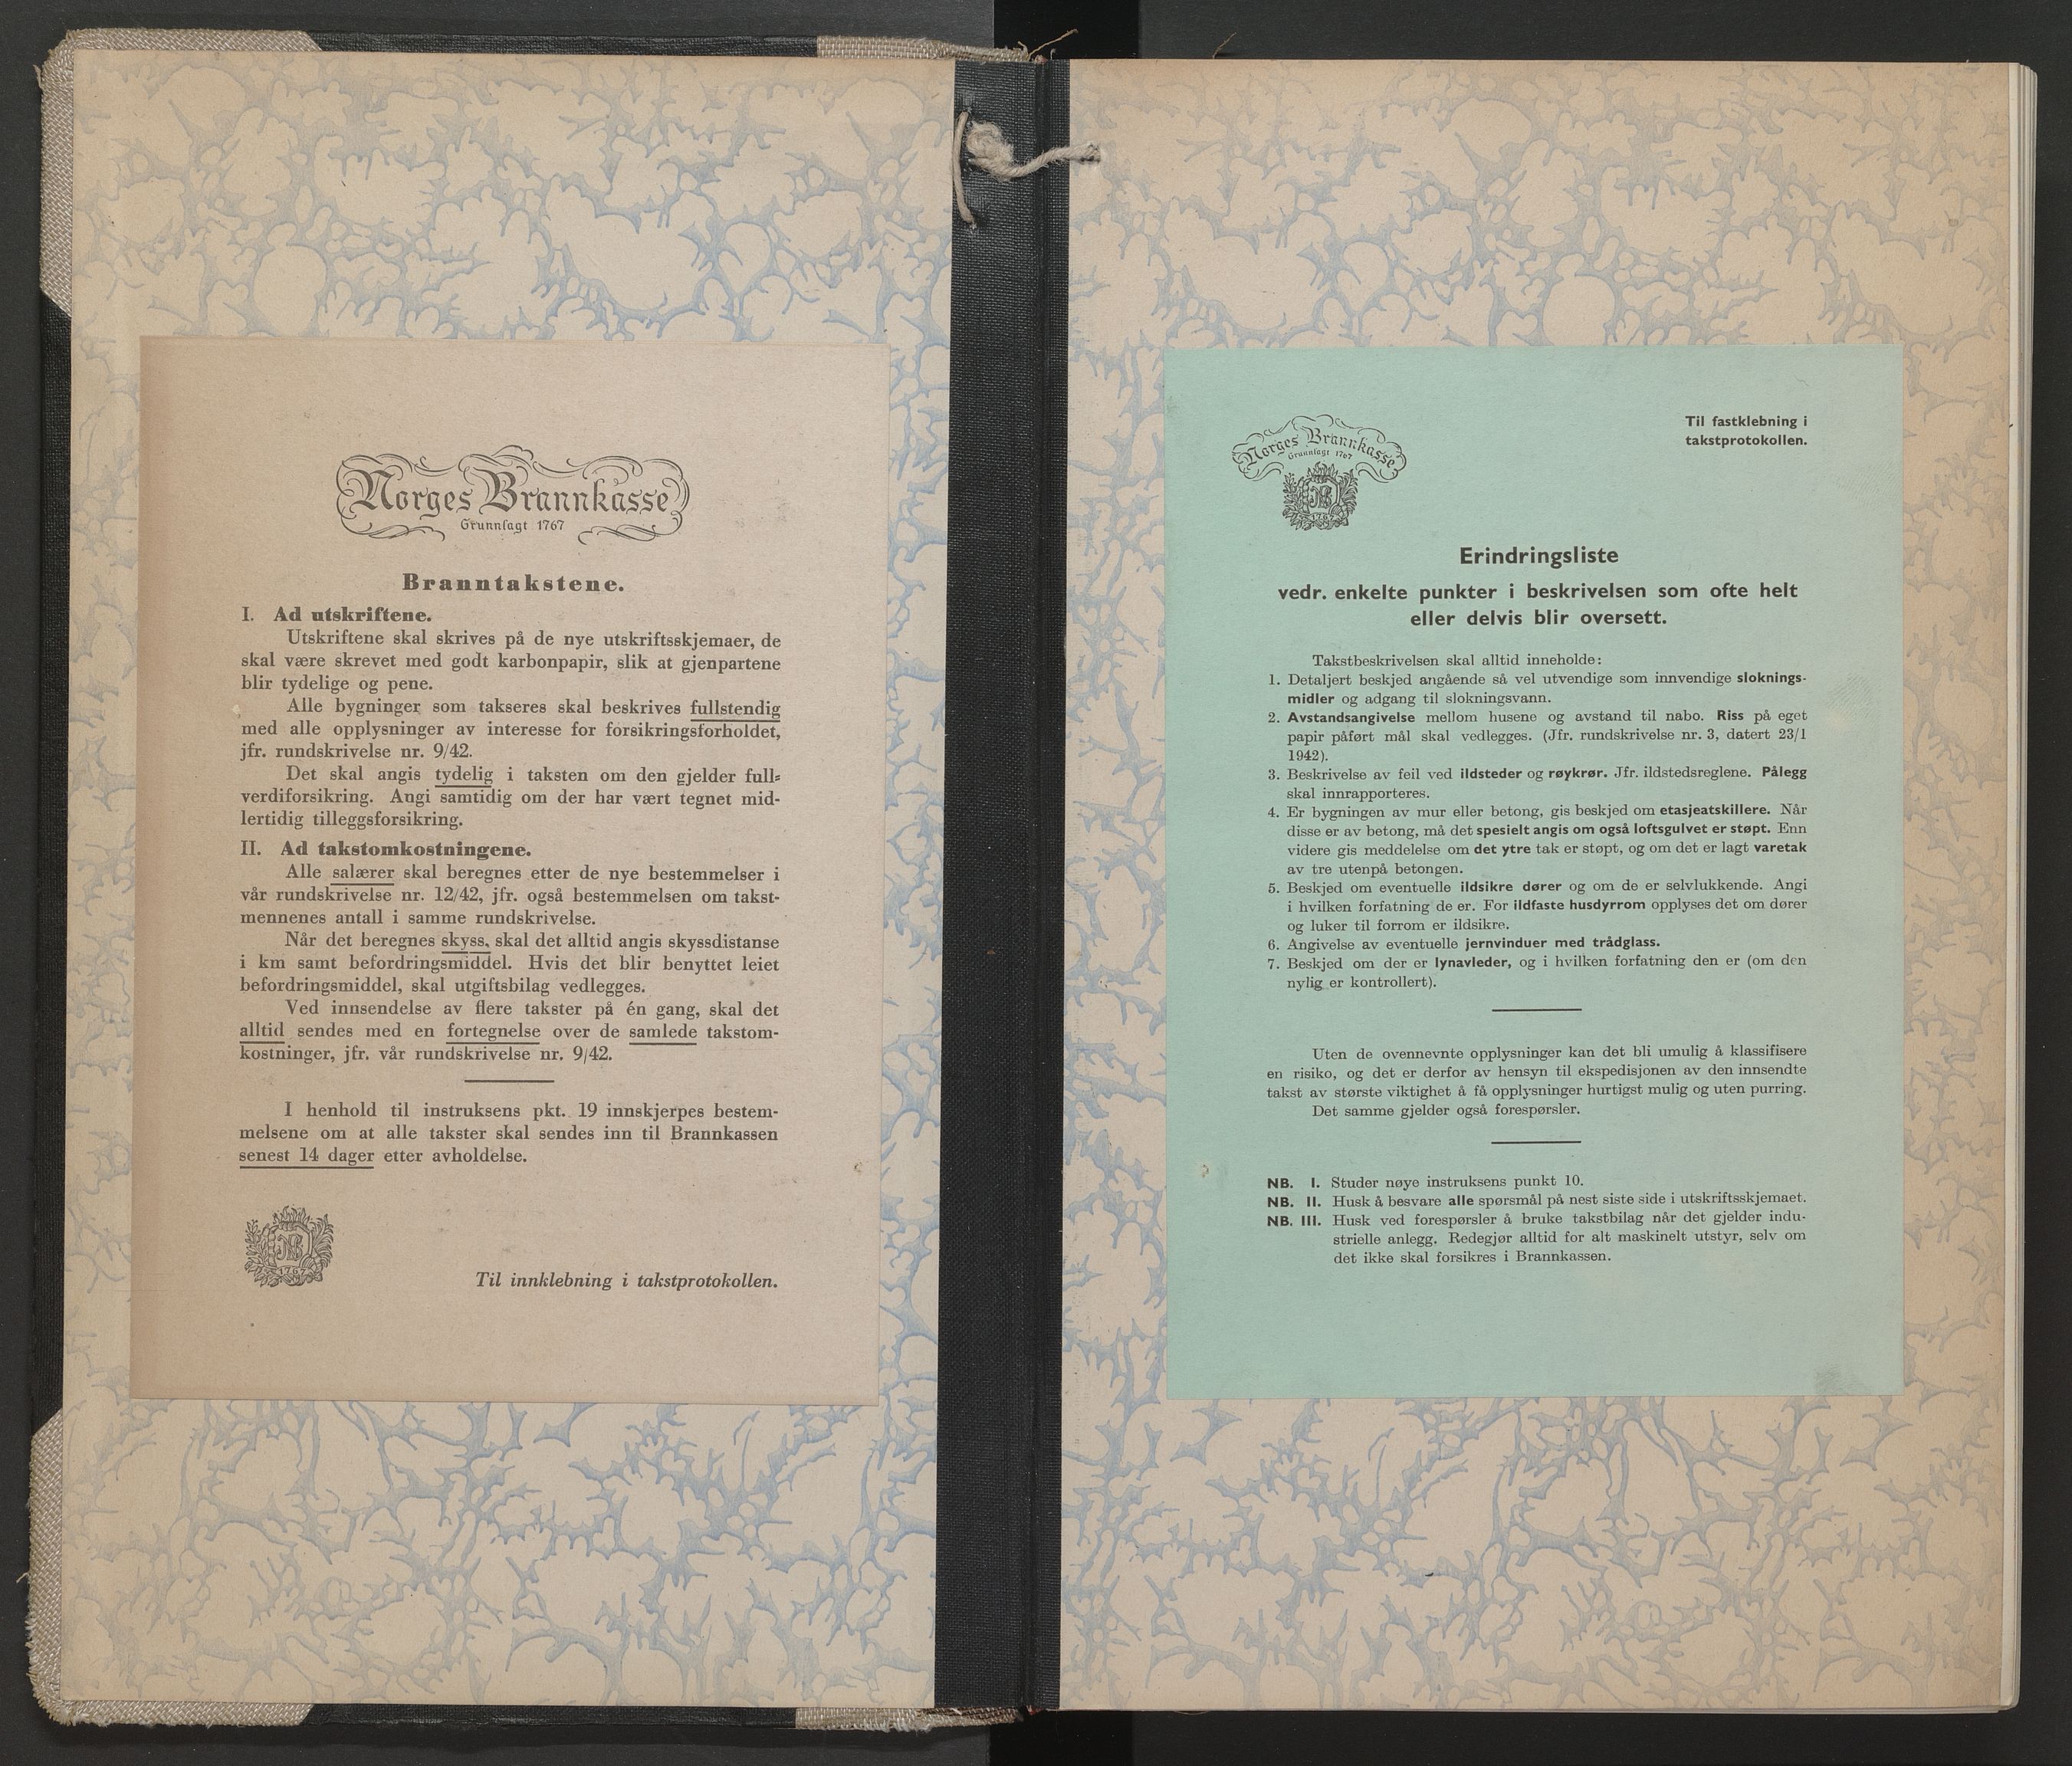 Norges Brannkasse
Grunnlagt 1767
Branntakstene.
I. Ad utskriftene.
Utskriftene skal skrives på de nye utskriftsskjemaer, de
skal være skrevet med godt karbonpapir, slik at gjenpartene
blir tydelige og pene.
Alle bygninger som takseres skal beskrives fullstendig
med alle opplysninger av interesse for forsikringsforholdet,
jfr. rundskrivelse nr. 9/42.
Det skal angis tydelig i taksten om den gjelder full=
verdiforsikring. Angi samtidig om der har vært tegnet mid-
lertidig tilleggsforsikring.
II. Ad takstomkostningene.
Alle salærer skal beregnes etter de nye bestemmelser i
vår rundskrivelse nr. 12/42, jfr. også bestemmelsen om takst-
mennenes antall i samme rundskrivelse.
Når det beregnes skyss, skal det alltid angis skyssdistanse
i km samt befordringsmiddel. Hvis det blir benyttet leiet
befordringsmiddel, skal utgiftsbilag vedlegges.
Ved innsendelse av flere takster på én gang, skal det
alltid sendes med en fortegnelse over de samlede takstom-
kostninger, jfr. vår rundskrivelse nr. 9/42.
I henhold til instruksens pkt. 19 innskjerpes bestem-
melsene om at alle takster skal sendes inn til Brannkassen
senest 14 dager etter avholdelse.
NB
1767
Til innklebning i takstprotokollen.
Norges Brannkasse
Grunnlagt 1767
NB
1767
Til fastklebning i
takstprotokollen.
Erindringsliste
vedr. enkelte punkter i beskrivelsen som ofte helt
eller delvis blir oversett.
Takstbeskrivelsen skal alltid inneholde:
1. Detaljert beskjed angående så vel utvendige som innvendige sloknings-
midler og adgang til slokningsvann.
2. Avstandsangivelse mellom husene og avstand til nabo. Riss på eget
papir påført mål skal vedlegges. (Jfr. rundskrivelse nr. 3, datert 23/1
1942).
3. Beskrivelse av feil ved ildsteder og røykrør. Jfr. ildstedsreglene. Pålegg
skal innrapporteres.
4. Er bygningen av mur eller betong, gis beskjed om etasjeatskillere. Når
disse er av betong, må det spesielt angis om også loftsgulvet er støpt. Enn
videre gis meddelelse om det ytre tak er støpt, og om det er lagt varetak
av tre utenpå betongen.
5. Beskjed om eventuelle ildsikre dører og om de er selvlukkende. Angi
i hvilken forfatning de er. For ildfaste husdyrrom opplyses det om dører
og luker til forrom er ildsikre.
6. Angivelse av eventuelle jernvinduer med trådglass.
7. Beskjed om der er lynavleder, og i hvilken forfatning den er (om den
nylig er kontrollert).
Uten de ovennevnte opplysninger kan det bli umulig å klassifisere
en risiko, og det er derfor av hensyn til ekspedisjonen av den innsendte
takst av største viktighet å få opplysninger hurtigst mulig og uten purring.
Det samme gjelder også forespørsler.
NB. I. Studer nøye instruksens punkt 10.
NB. II. Husk å besvare alle spørsmål på nest siste side i utskriftsskjemaet.
NB. III. Husk ved forespørsler å bruke takstbilag når det gjelder indu-
strielle anlegg. Redegjør alltid for alt maskinelt utstyr, selv om
det ikke skal forsikres i Brannkassen.